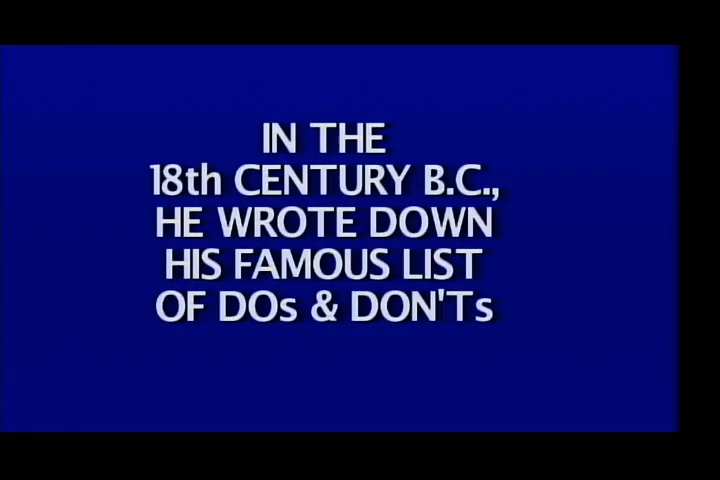 IN THE
18th CENTURY B.C.,
HE WROTE DOWN
HIS FAMOUS LIST
OF DOs & DON'Ts